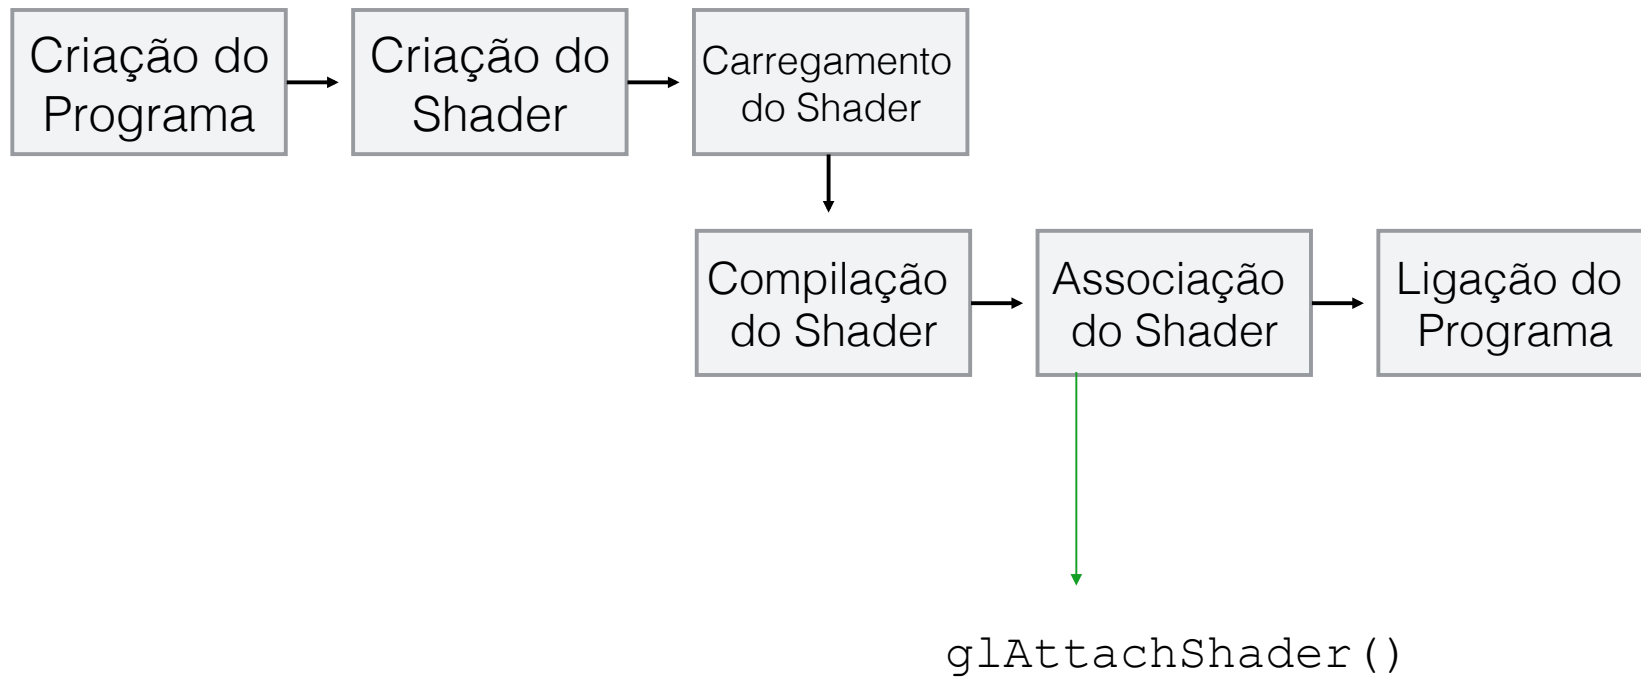 Criação do
Programa
Criação do
Shader
Carregamento
do Shader
Compilação
do Shader
Associação
do Shader
Ligação do
Programa
glAttachShader()